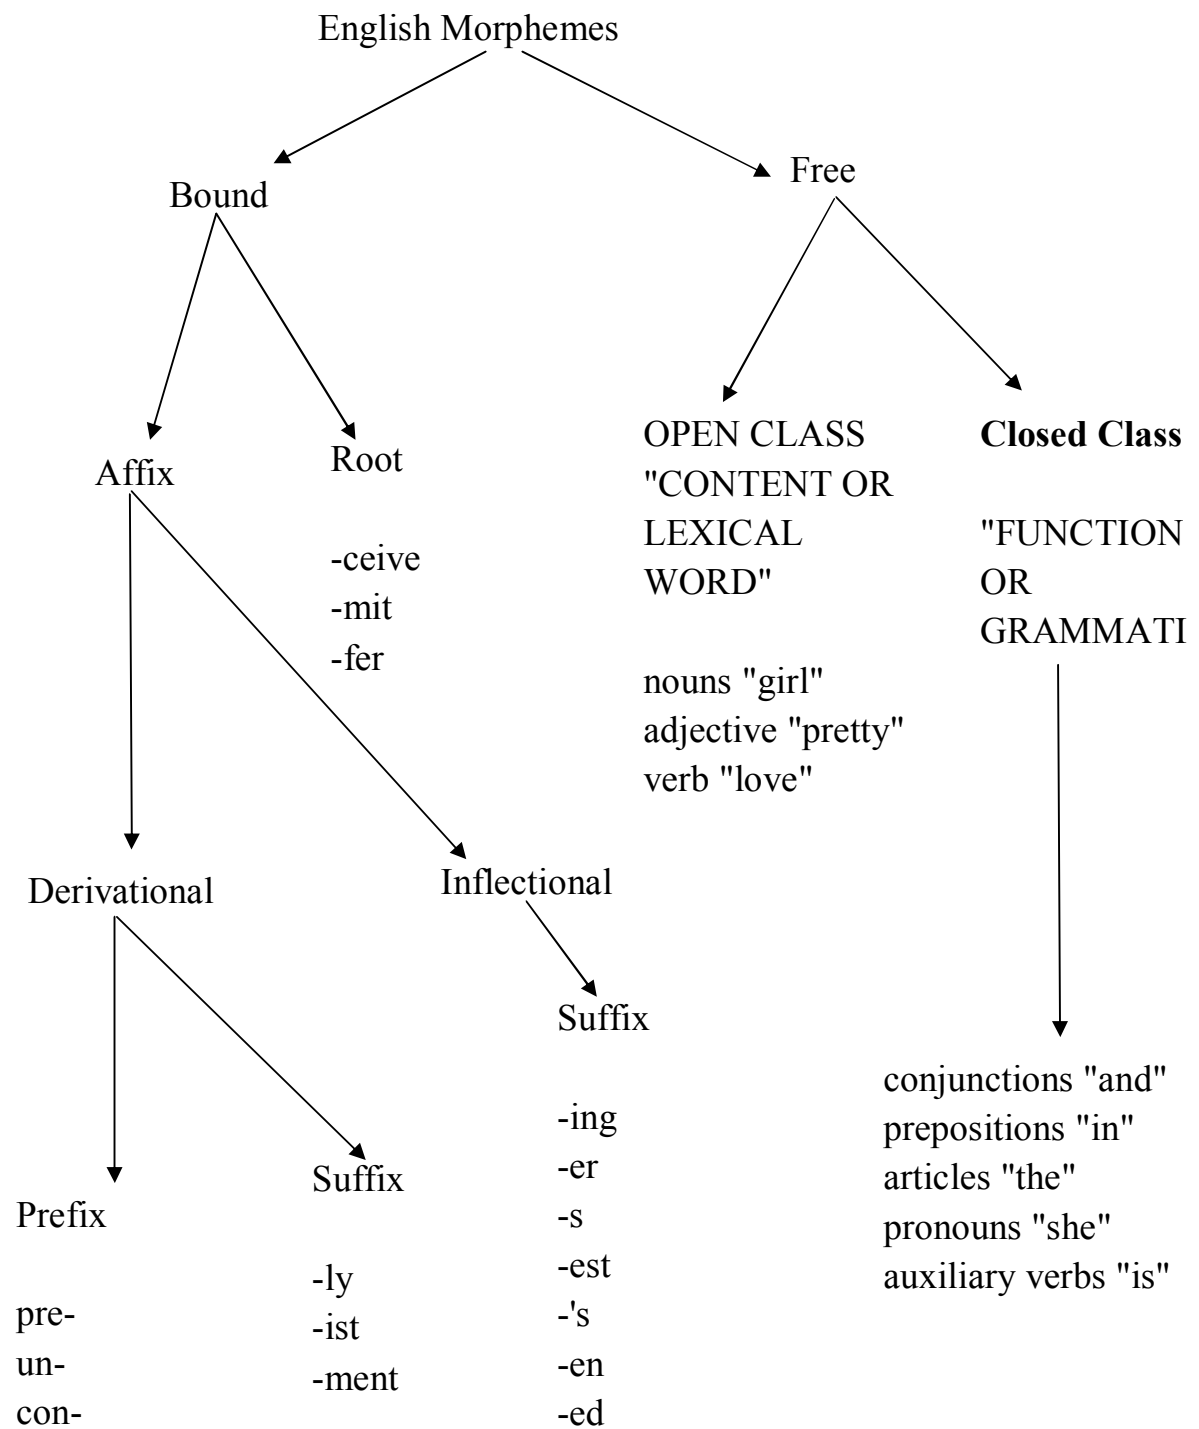 English Morphemes
Bound
Free
Affix
Root
-ceive
-mit
-fer
OPEN CLASS
"CONTENT OR
LEXICAL
WORD"
nouns "girl"
adjective "pretty"
verb "love"
Closed Class
"FUNCTION
OR
GRAMMATI
Derivational
Inflectional
Prefix
pre-
un-
con-
Suffix
-ly
-ist
-ment
Suffix
-ing
-er
-s
-est
-'s
-en
-ed
conjunctions "and"
prepositions "in"
articles "the"
pronouns "she"
auxiliary verbs "is"